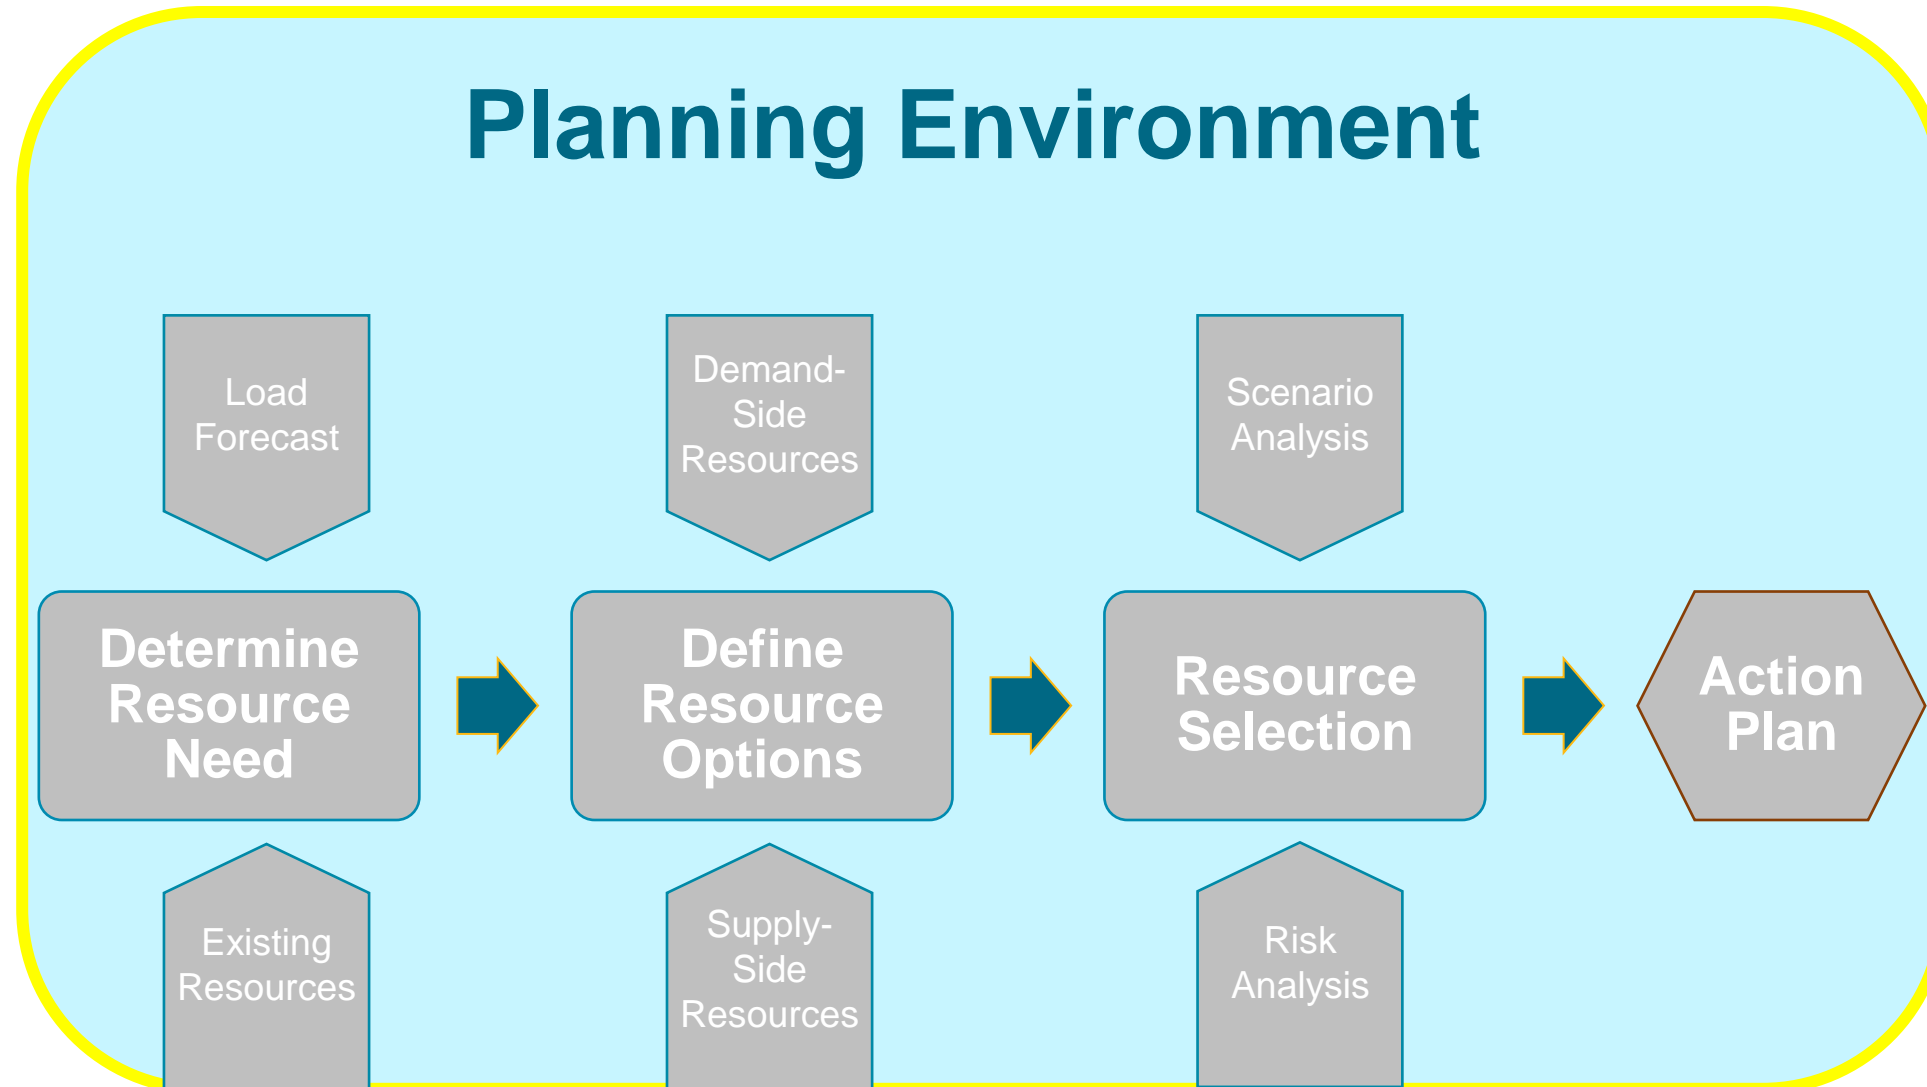 Planning Environment
Load
Forecast
Demand-
Side
Resources
Scenario
Analysis
Determine
Resource
Need
Define
Resource
Options
Resource
Selection
Action
Plan
Existing
Resources
Supply-
Side
Resources
Risk
Analysis